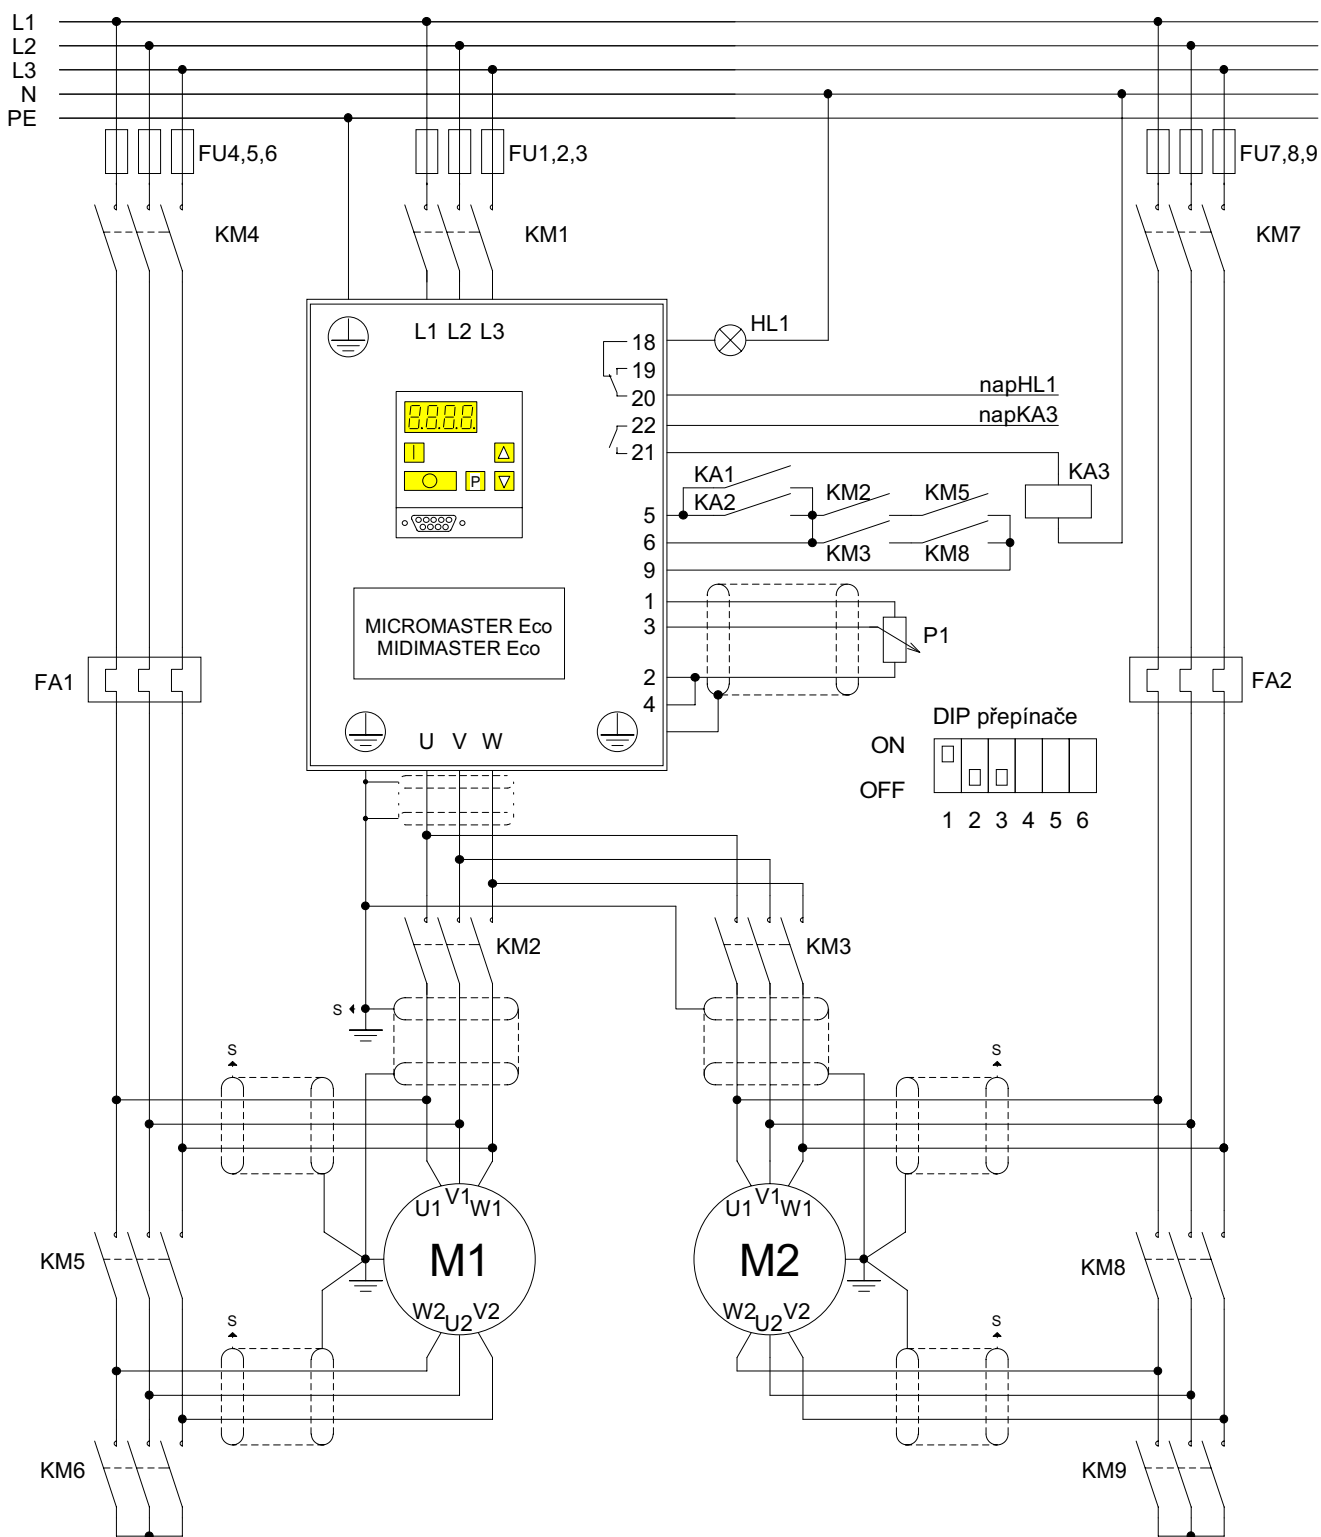 L1
L2
L3
N
PE
FU4,5,6
FU1,2,3
FU7,8,9
KM4
KM1
KM7
L1 L2 L3
HL1
18
19
20
22
21
5
6
9
1
3
2
4
napHL1
napKA3
KA1
KA2
KM2
KM5
KM3
KM8
KA3
8.8.8.8.
P
MICROMASTER Eco
MIDIMASTER Eco
P1
FA1
FA2
U V W
DIP přepínače
ON
OFF
1 2 3 4 5 6
KM2
KM3
S
S
S
U1 V1 W1
M1
W2 U2 V2
U1 V1 W1
M2
W2 U2 V2
KM5
KM8
S
S
KM6
KM9